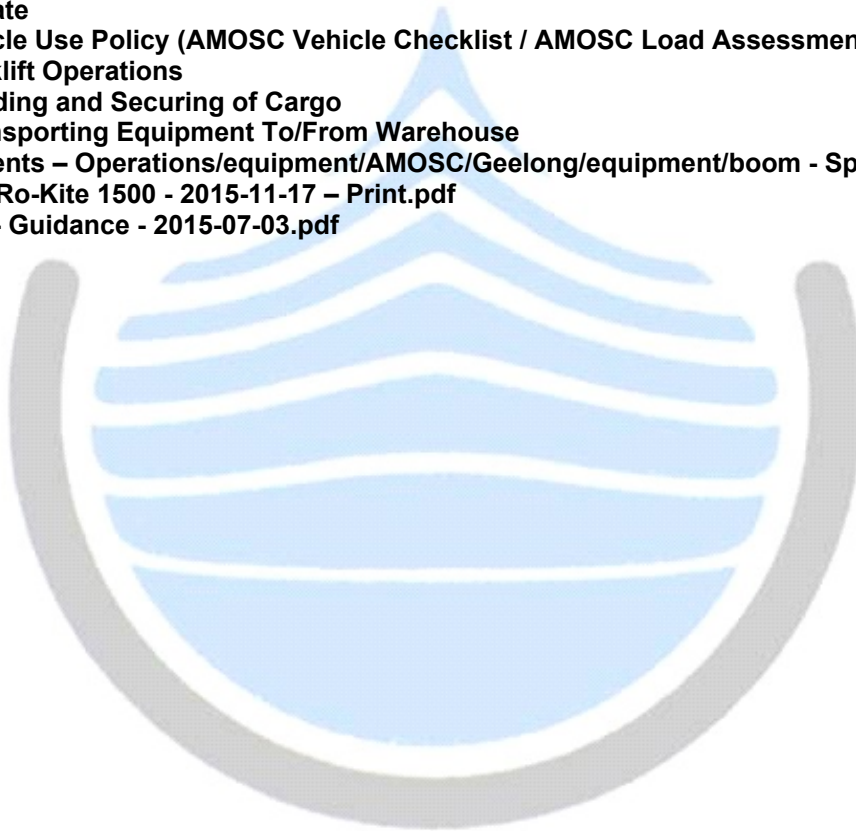 cle Use Policy (AMOSC Vehicle Checklist / AMOSC Load Assessmen
lift Operations
ding and Securing of Cargo
nsporting Equipment To/From Warehouse
ents – Operations/equipment/AMOSC/Geelong/equipment/boom - Sp
Ro-Kite 1500 - 2015-11-17 – Print.pdf
- Guidance - 2015-07-03.pdf